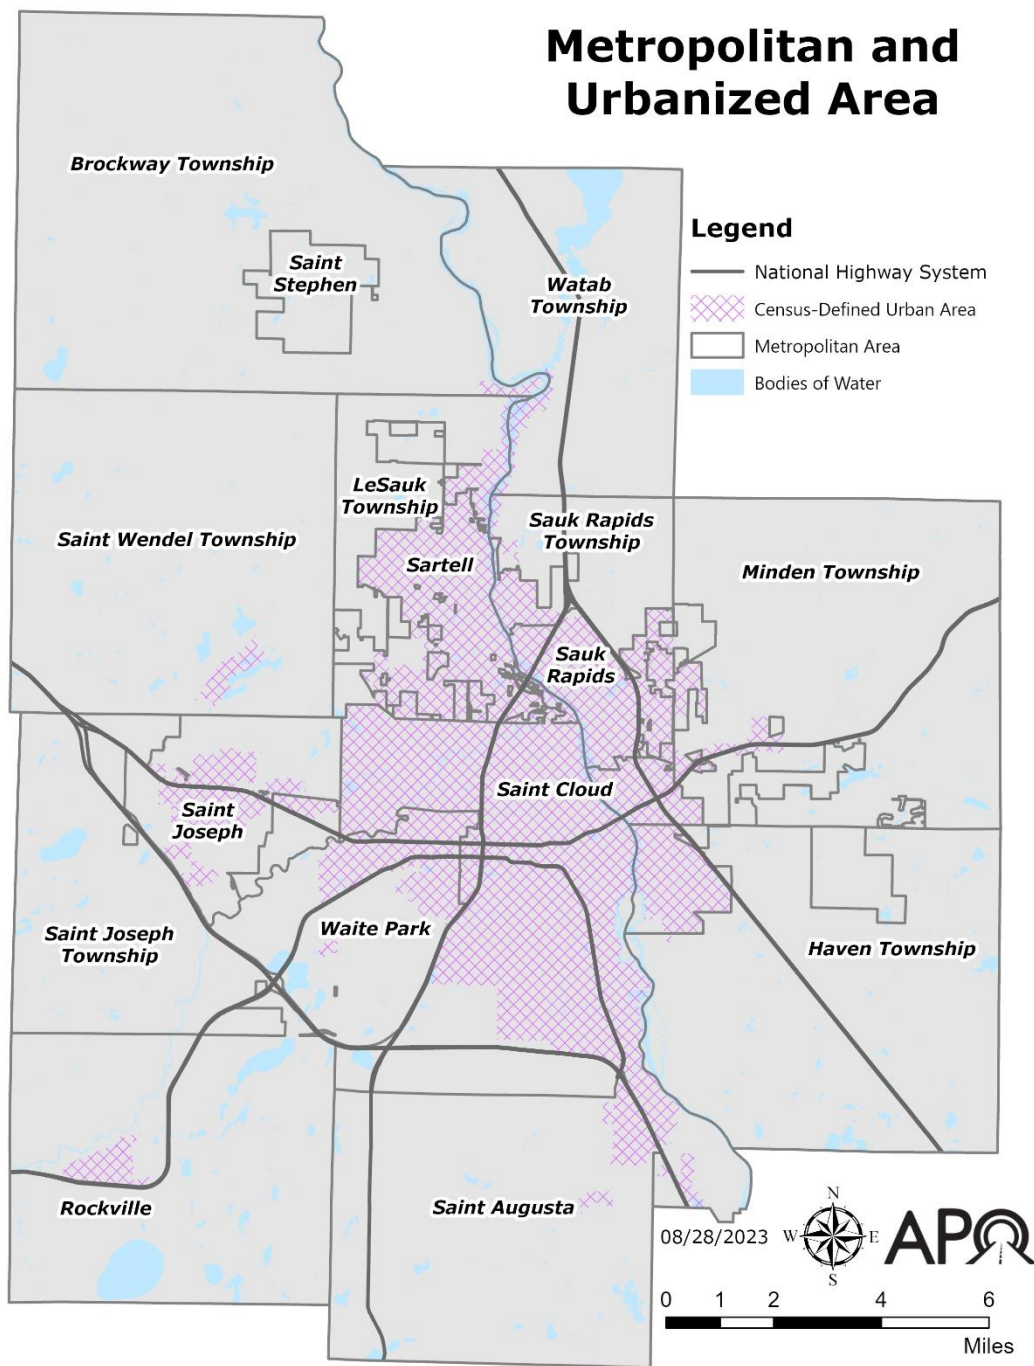 Metropolitan and
Urbanized Area
Brockway Township
Saint
Stephen
Watab
Township
Legend
National Highway System
Census-Defined Urban Area
Metropolitan Area
Bodies of Water
LeSauk
Township
Saint Wendel Township
Sartell
Sauk Rapids
Township
Minden Township
Sauk
Rapids
Saint Cloud
Saint
Joseph
Waite Park
Saint Joseph
Township
Haven Township
Rockville
Saint Augusta
08/28/2023
N
W
E
S
APO
0 1 2 4 6
Miles